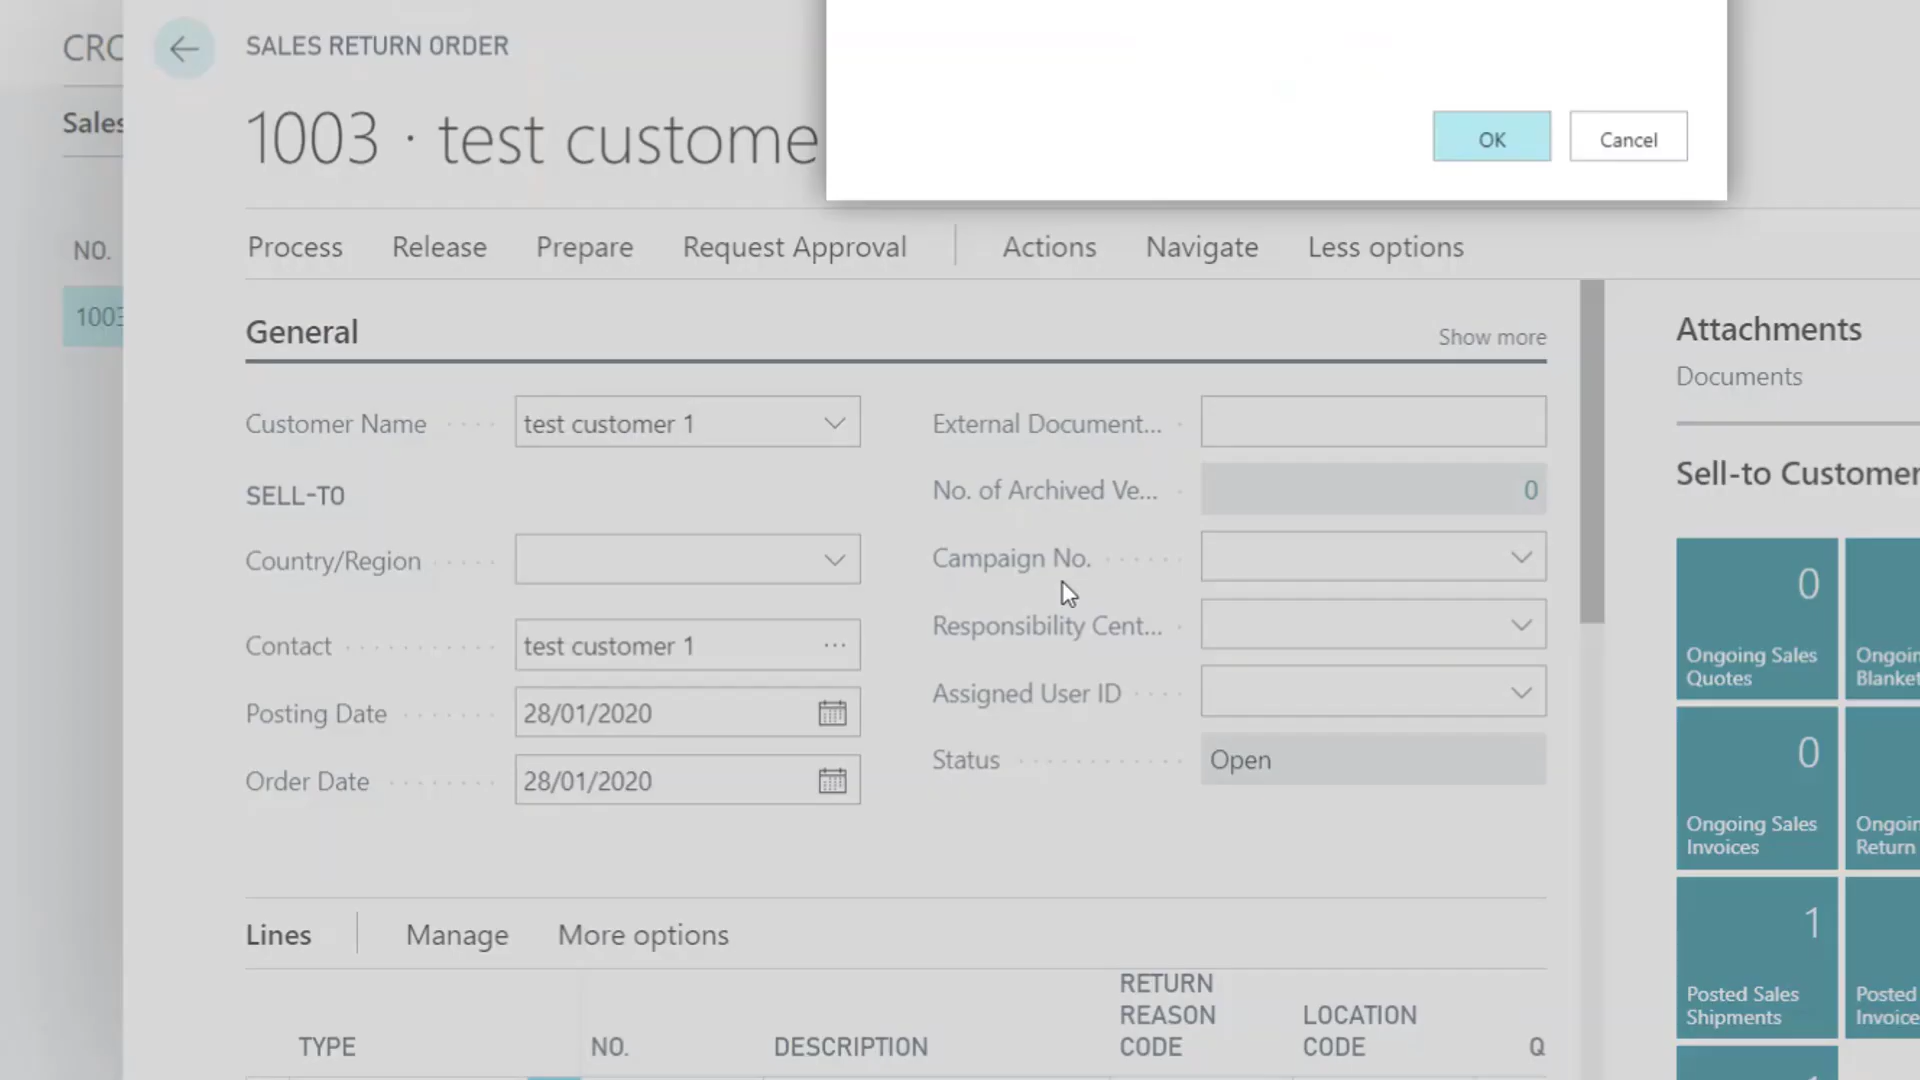 CRO
SALES RETURN ORDER
Sales
1003 · test custome
OK
Cancel
NO.
Process
Release
Prepare
Request Approval
Actions
Navigate
Less options
1003
General
Show more
Attachments
Documents
Customer Name
test customer 1
External Document...
SELL-TO
No. of Archived Ve...
0
Sell-to Customer
Country/Region
Campaign No.
Contact
test customer 1
...
Responsibility Cent...
Posting Date
28/01/2020
Assigned User ID
Order Date
28/01/2020
Status
Open
0
Ongoing Sales
Quotes
Ongoin
Blanket
0
Ongoing Sales
Invoices
Ongoin
Return
1
Posted Sales
Shipments
Posted
Invoice
Lines
Manage
More options
TYPE
NO.
DESCRIPTION
RETURN
REASON
CODE
LOCATION
CODE
Q